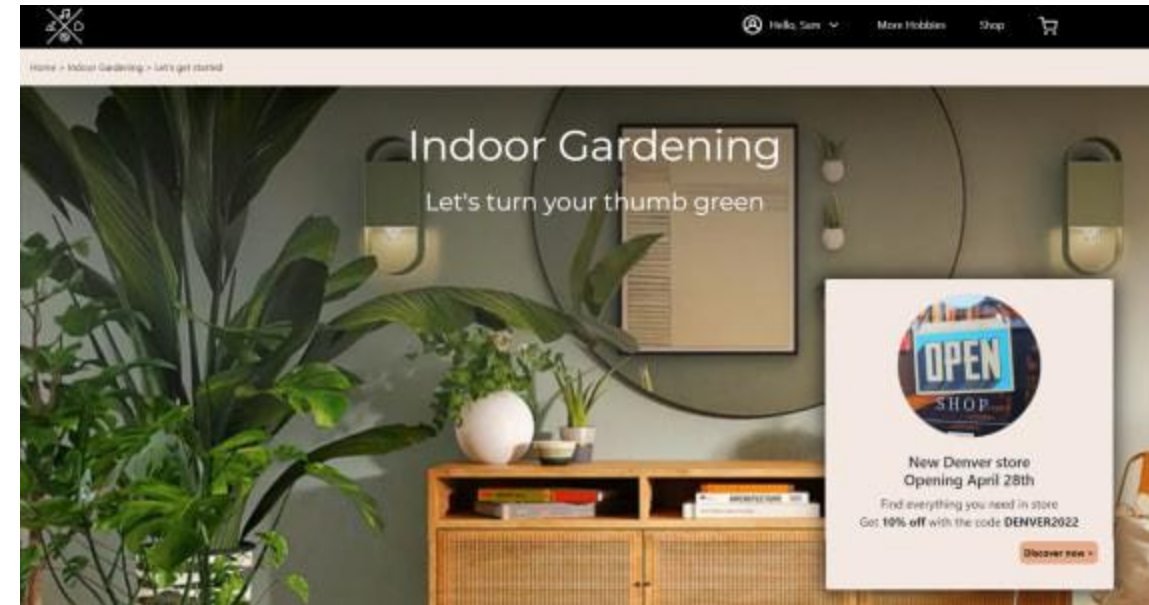 Hello, Sam
More Hobbies
Shop
Home > Indoor Gardening > Let's get started
Indoor Gardening
Let's turn your thumb green
OPEN
SHOP
ARCHITECTURE
New Denver store
Opening April 28th
Find everything you need in store
Get 10% off with the code DENVER2022
Discover now >